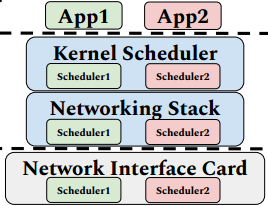 App1 App2
Kernel Scheduler
Scheduler1 Scheduler2
Networking Stack
Scheduler1 Scheduler2
Network Interface Card
Scheduler1 Scheduler2